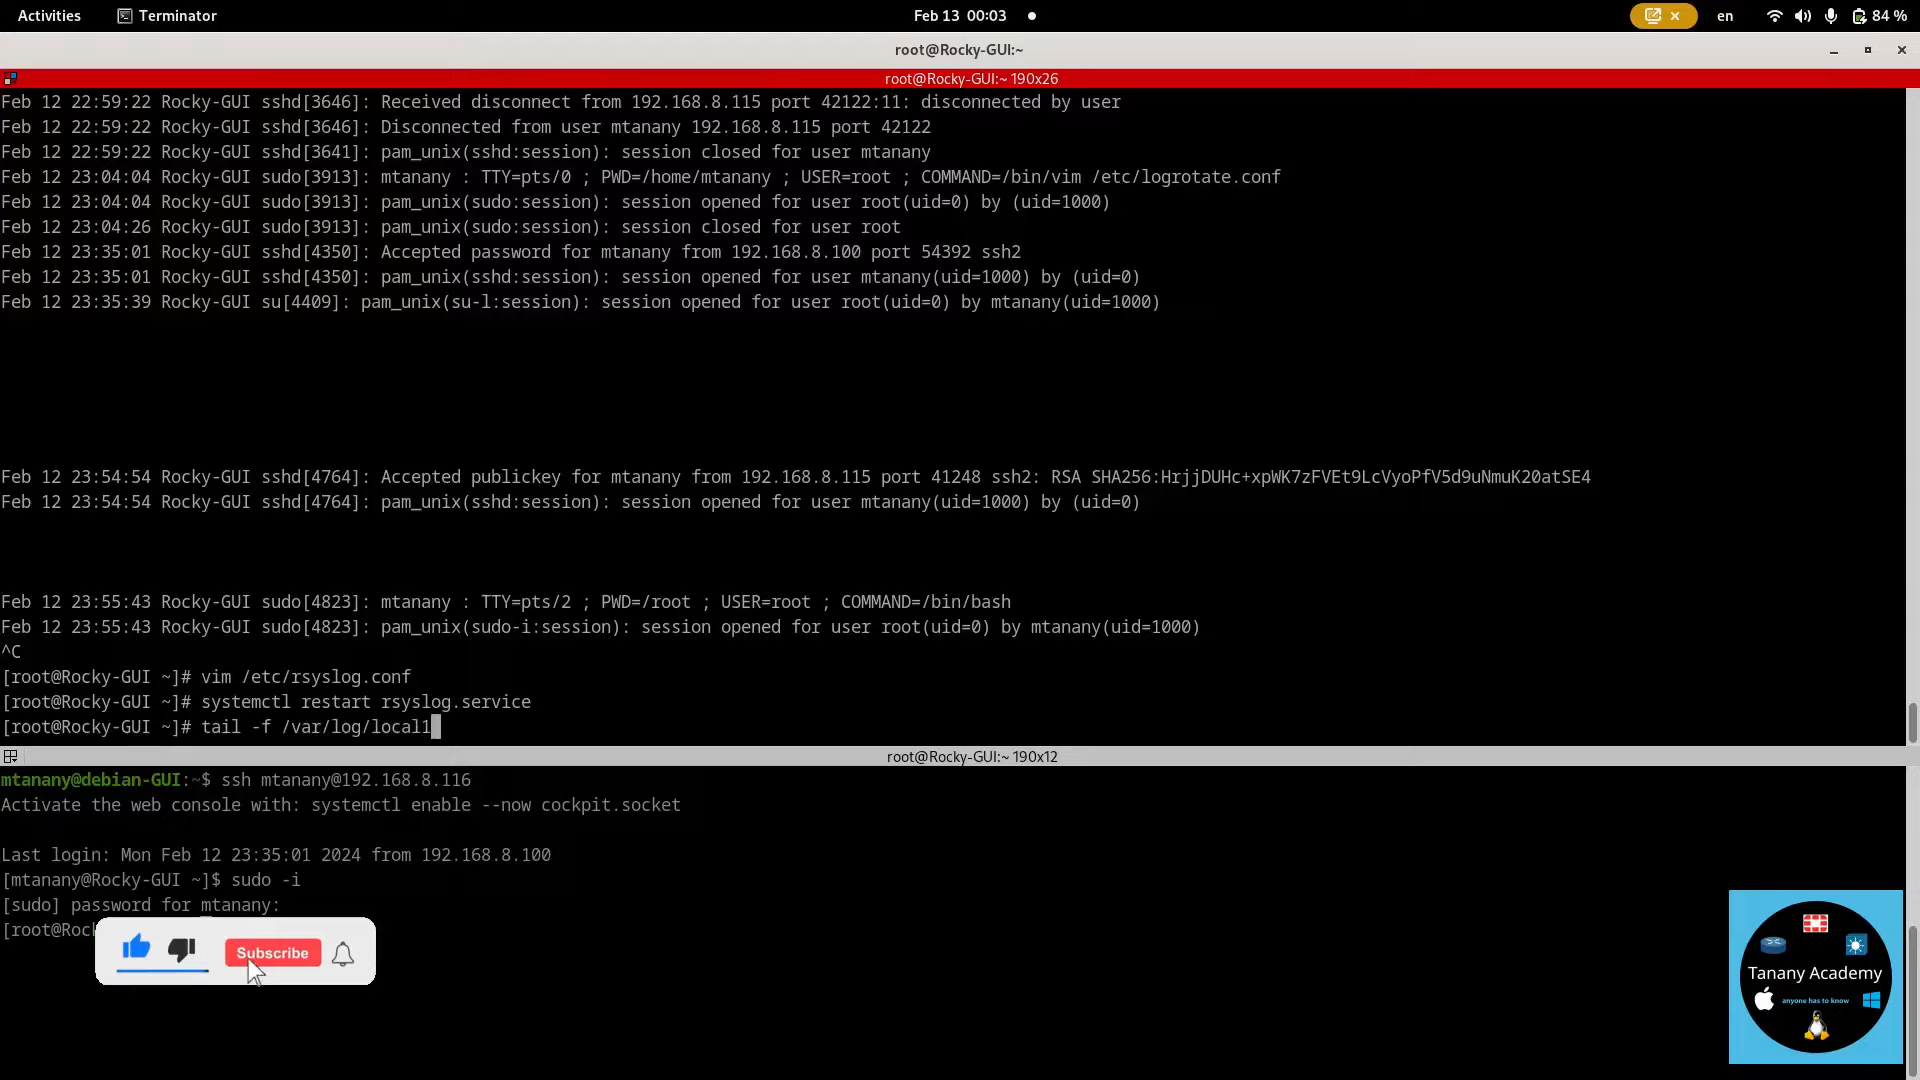 Activities Terminator Feb 13 00:03 en 84 %
root@Rocky-GUI:~
root@Rocky-GUI:~ 190x26
Feb 12 22:59:22 Rocky-GUI sshd[3646]: Received disconnect from 192.168.8.115 port 42122:11: disconnected by user
Feb 12 22:59:22 Rocky-GUI sshd[3646]: Disconnected from user mtanany 192.168.8.115 port 42122
Feb 12 22:59:22 Rocky-GUI sshd[3641]: pam_unix(sshd:session): session closed for user mtanany
Feb 12 23:04:04 Rocky-GUI sudo[3913]: mtanany : TTY=pts/0 ; PWD=/home/mtanany ; USER=root ; COMMAND=/bin/vim /etc/logrotate.conf
Feb 12 23:04:04 Rocky-GUI sudo[3913]: pam_unix(sudo:session): session opened for user root(uid=0) by (uid=1000)
Feb 12 23:04:26 Rocky-GUI sudo[3913]: pam_unix(sudo:session): session closed for user root
Feb 12 23:35:01 Rocky-GUI sshd[4350]: Accepted password for mtanany from 192.168.8.100 port 54392 ssh2
Feb 12 23:35:01 Rocky-GUI sshd[4350]: pam_unix(sshd:session): session opened for user mtanany(uid=1000) by (uid=0)
Feb 12 23:35:39 Rocky-GUI su[4409]: pam_unix(su-l:session): session opened for user root(uid=0) by mtanany(uid=1000)
Feb 12 23:54:54 Rocky-GUI sshd[4764]: Accepted publickey for mtanany from 192.168.8.115 port 41248 ssh2: RSA SHA256:HrjjDUHc+xpWK7zFVEt9LcVyoPfV5d9uNmuK20atSE4
Feb 12 23:54:54 Rocky-GUI sshd[4764]: pam_unix(sshd:session): session opened for user mtanany(uid=1000) by (uid=0)
Feb 12 23:55:43 Rocky-GUI sudo[4823]: mtanany : TTY=pts/2 ; PWD=/root ; USER=root ; COMMAND=/bin/bash
Feb 12 23:55:43 Rocky-GUI sudo[4823]: pam_unix(sudo-i:session): session opened for user root(uid=0) by mtanany(uid=1000)
^C
[root@Rocky-GUI ~]# vim /etc/rsyslog.conf
[root@Rocky-GUI ~]# systemctl restart rsyslog.service
[root@Rocky-GUI ~]# tail -f /var/log/local1
root@Rocky-GUI:~ 190x12
mtanany@debian-GUI:~$ ssh mtanany@192.168.8.116
Activate the web console with: systemctl enable --now cockpit.socket
Last login: Mon Feb 12 23:35:01 2024 from 192.168.8.100
[mtanany@Rocky-GUI ~]$ sudo -i
[sudo] password for mtanany:
[root@Rock
Subscribe
Tanany Academy
anyone has to know